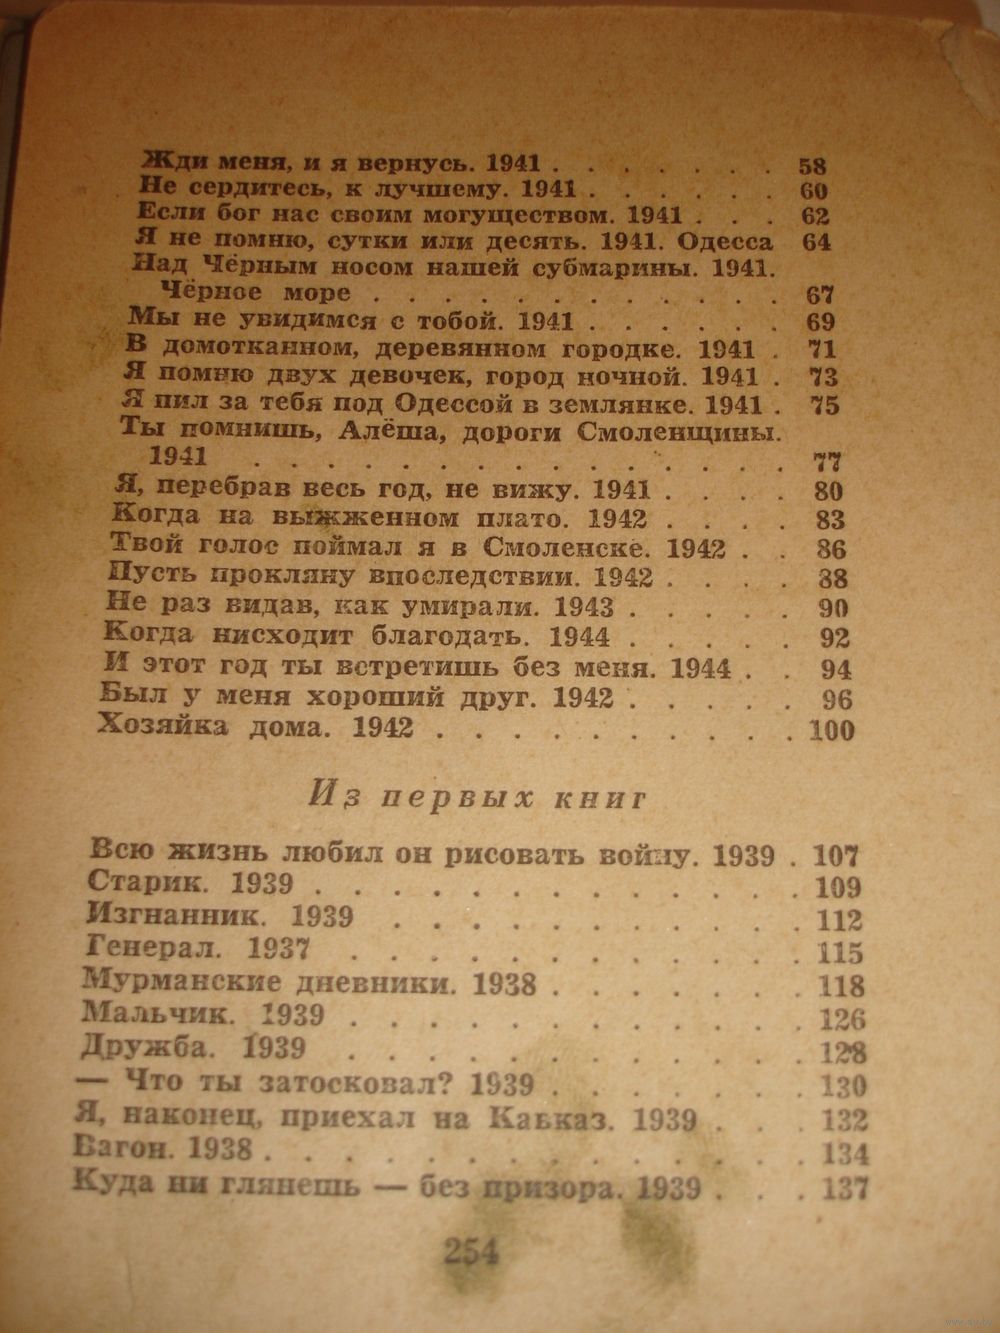 Жди меня, и я вернусь. 1941 . . . . . . . 58
Не сердитесь, к лучшему. 1941 . . . . . . 60
Если бог нас своим могуществом. 1941 . . . 62
Я не помню, сутки или десять. 1941. Одесса 64
Над Чёрным носом нашей субмарины. 1941.
Чёрное море . . . . . . . . . . . . 67
Мы не увидимся с тобой. 1941 . . . . . . 69
В домотканном, деревянном городке. 1941 . 71
Я помню двух девочек, город ночной. 1941 . 73
Я пил за тебя под Одессой в землянке. 1941 . 75
Ты помнишь, Алёша, дороги Смоленщины.
1941 . . . . . . . . . . . . . . . 77
Я, перебрав весь год, не вижу. 1941 . . . . 80
Когда на выжженном плато. 1942 . . . . 83
Твой голос поймал я в Смоленске. 1942 . . 86
Пусть прокляну впоследствии. 1942 . . . . 88
Не раз видав, как умирали. 1943 . . . . . 90
Когда нисходит благодать. 1944 . . . . . 92
И этот год ты встретишь без меня. 1944 . . 94
Был у меня хороший друг. 1942 . . . . . 96
Хозяйка дома. 1942 . . . . . . . . . . 100
Из первых книг
Всю жизнь любил он рисовать войну. 1939 . 107
Старик. 1939 . . . . . . . . . . . . . 109
Изгнанник. 1939 . . . . . . . . . . . 112
Генерал. 1937 . . . . . . . . . . . . 115
Мурманские дневники. 1938 . . . . . . . 118
Мальчик. 1939 . . . . . . . . . . . . 126
Дружба. 1939 . . . . . . . . . . . . 128
— Что ты затосковал? 1939 . . . . . . . 130
Я, наконец, приехал на Кавказ. 1939 . . . 132
Вагон. 1938 . . . . . . . . . . . . . . 134
Куда ни глянешь — без призора. 1939 . . . 137
254